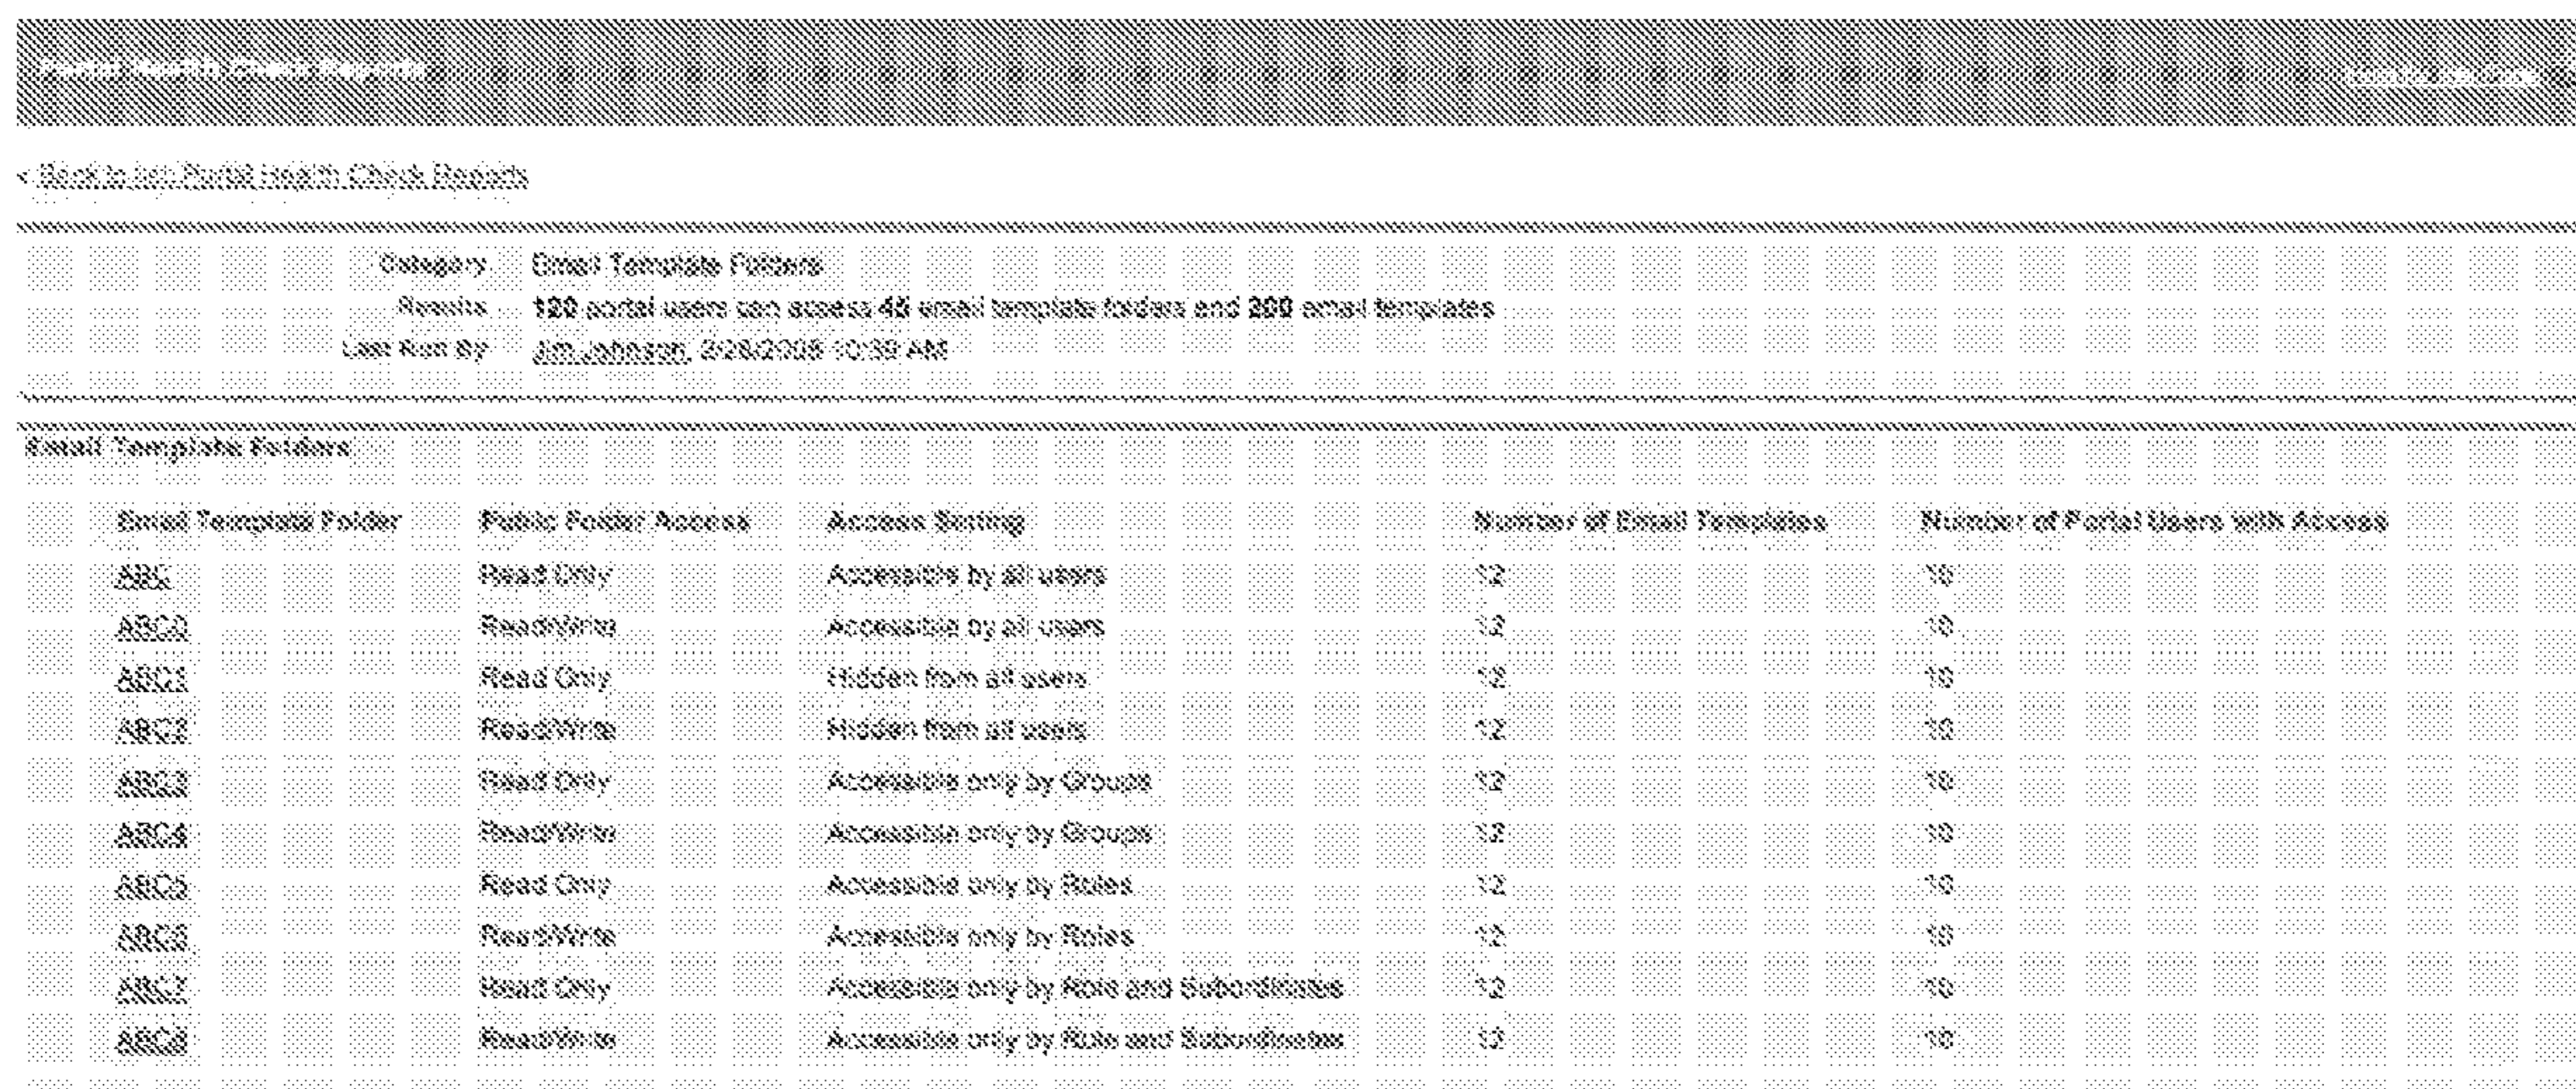 Portal Health Check Reports
< Back to List: Portal Health Check Reports
Category Email Template Folders
Results 120 portal users can access 45 email template folders and 200 email templates
Last Run By Jim Johnson, 10:39 AM
Email Template Folders
Email Template Folder Public Folder Access Access Setting Number of Email Templates Number of Portal Users with Access
ABC Read Only Accessible by all users 12 10
ABC0 Read/Write Accessible by all users 12 10
ABC1 Read Only Hidden from all users 12 10
ABC2 Read/Write Hidden from all users 12 10
ABC3 Read Only Accessible only by Groups 12 10
ABC4 Read/Write Accessible only by Groups 12 10
ABC5 Read Only Accessible only by Roles 12 10
ABC6 Read/Write Accessible only by Roles 12 10
ABC7 Read Only Accessible only by Role and Subordinates 12 10
ABC8 Read/Write Accessible only by Role and Subordinates 12 10